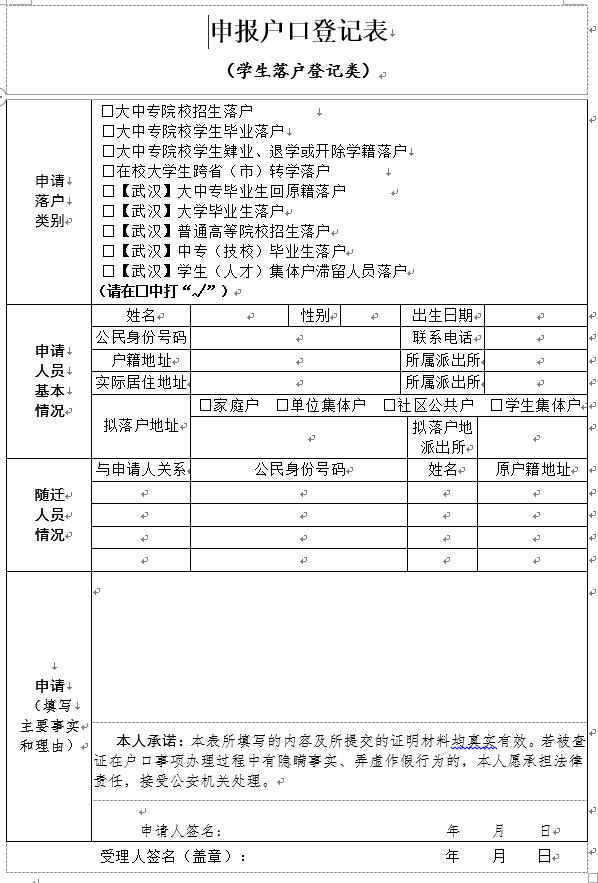 申报户口登记表
（学生落户登记类）
申请
落户
类别
□大中专院校招生落户
□大中专院校学生毕业落户
□大中专院校学生肄业、退学或开除学籍落户
□在校大学生跨省（市）转学落户
□【武汉】大中专毕业生回原籍落户
□【武汉】大学毕业生落户
□【武汉】普通高等院校招生落户
□【武汉】中专（技校）毕业生落户
□【武汉】学生（人才）集体户滞留人员落户
（请在口中打“√”）
申请
人员
基本
情况
姓名 性别 出生日期
公民身份号码 联系电话
户籍地址 所属派出所
实际居住地址 所属派出所
拟落户地址 □家庭户 □单位集体户 □社区公共户 □学生集体户
拟落户地
派出所
随迁
人员
情况
与申请人关系 公民身份号码 姓名 原户籍地址
申请
（填写
主要事实
和理由）
本人承诺：本表所填写的内容及所提交的证明材料均真实有效。若被查
证在户口事项办理过程中有隐瞒事实、弄虚作假行为的，本人愿承担法律
责任，接受公安机关处理。
申请人签名： 年 月 日
受理人签名（盖章）： 年 月 日